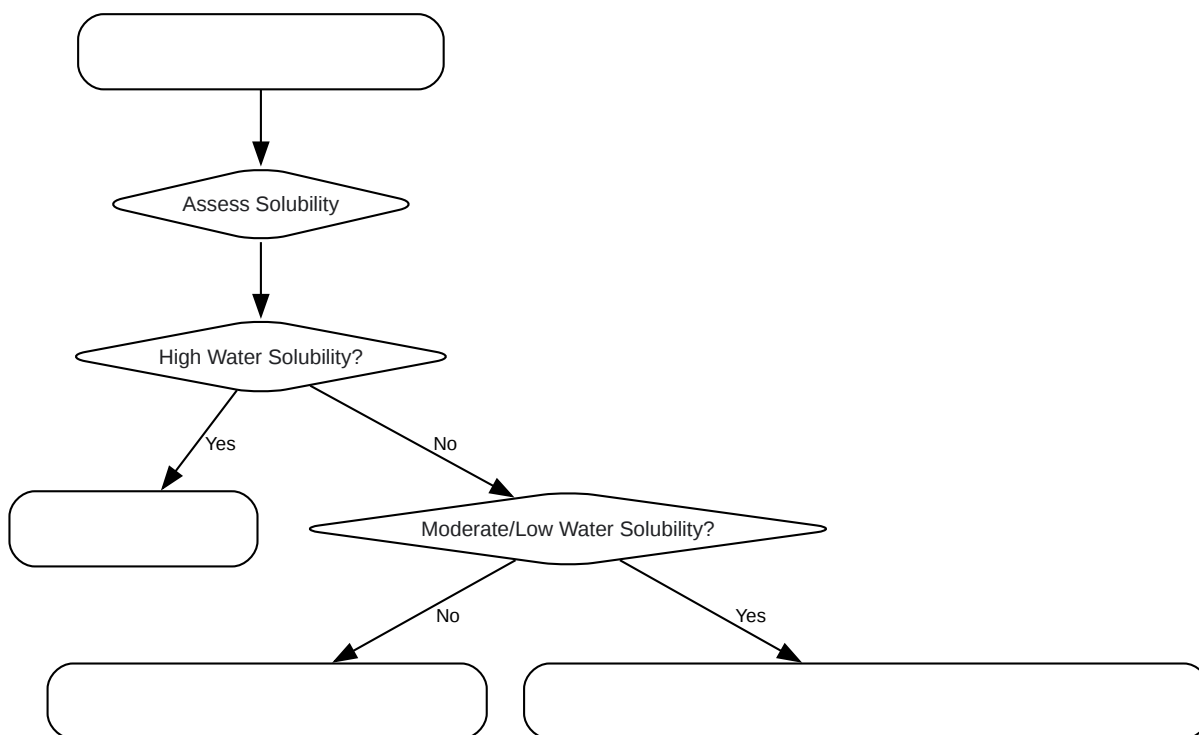 Assess Solubility
High Water Solubility?
Yes
No
Moderate/Low Water Solubility?
No
Yes